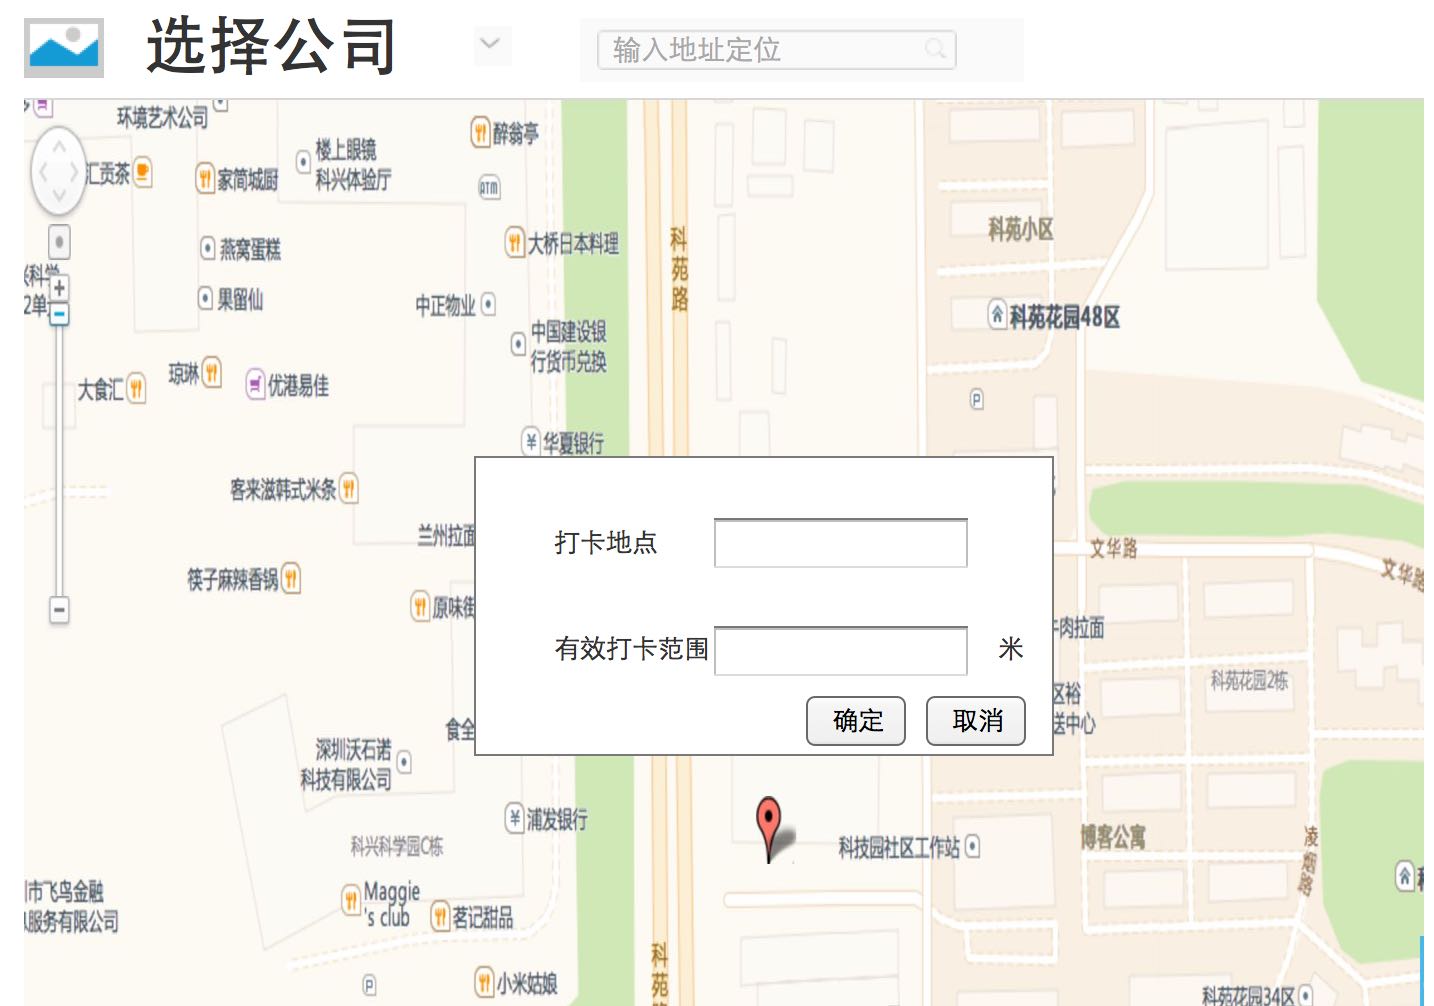 选择公司
输入地址定位
环境艺术公司
醉翁亭
楼上眼镜
科兴体验厅
汇贡茶
家简城厨
ATM
科苑小区
大桥日本料理
燕窝蛋糕
科
苑
路
果留仙
中正物业
科苑花园48区
中国建设银
行货币兑换
琼琳
大食汇
优港易佳
P
华夏银行
客来滋韩式米条
兰州拉面
打卡地点
文华路
文华路
筷子麻辣香锅
原味街
有效打卡范围
米
牛肉拉面
科苑花园2栋
区裕
送中心
确定
取消
食全
深圳沃石诺
科技有限公司
浦发银行
科兴科学园C栋
科技园社区工作站
博客公寓
凌
烟
路
市飞鸟金融
服务有限公司
Maggie
's club
茗记甜品
科
苑
P
小米姑娘
科苑花园34区